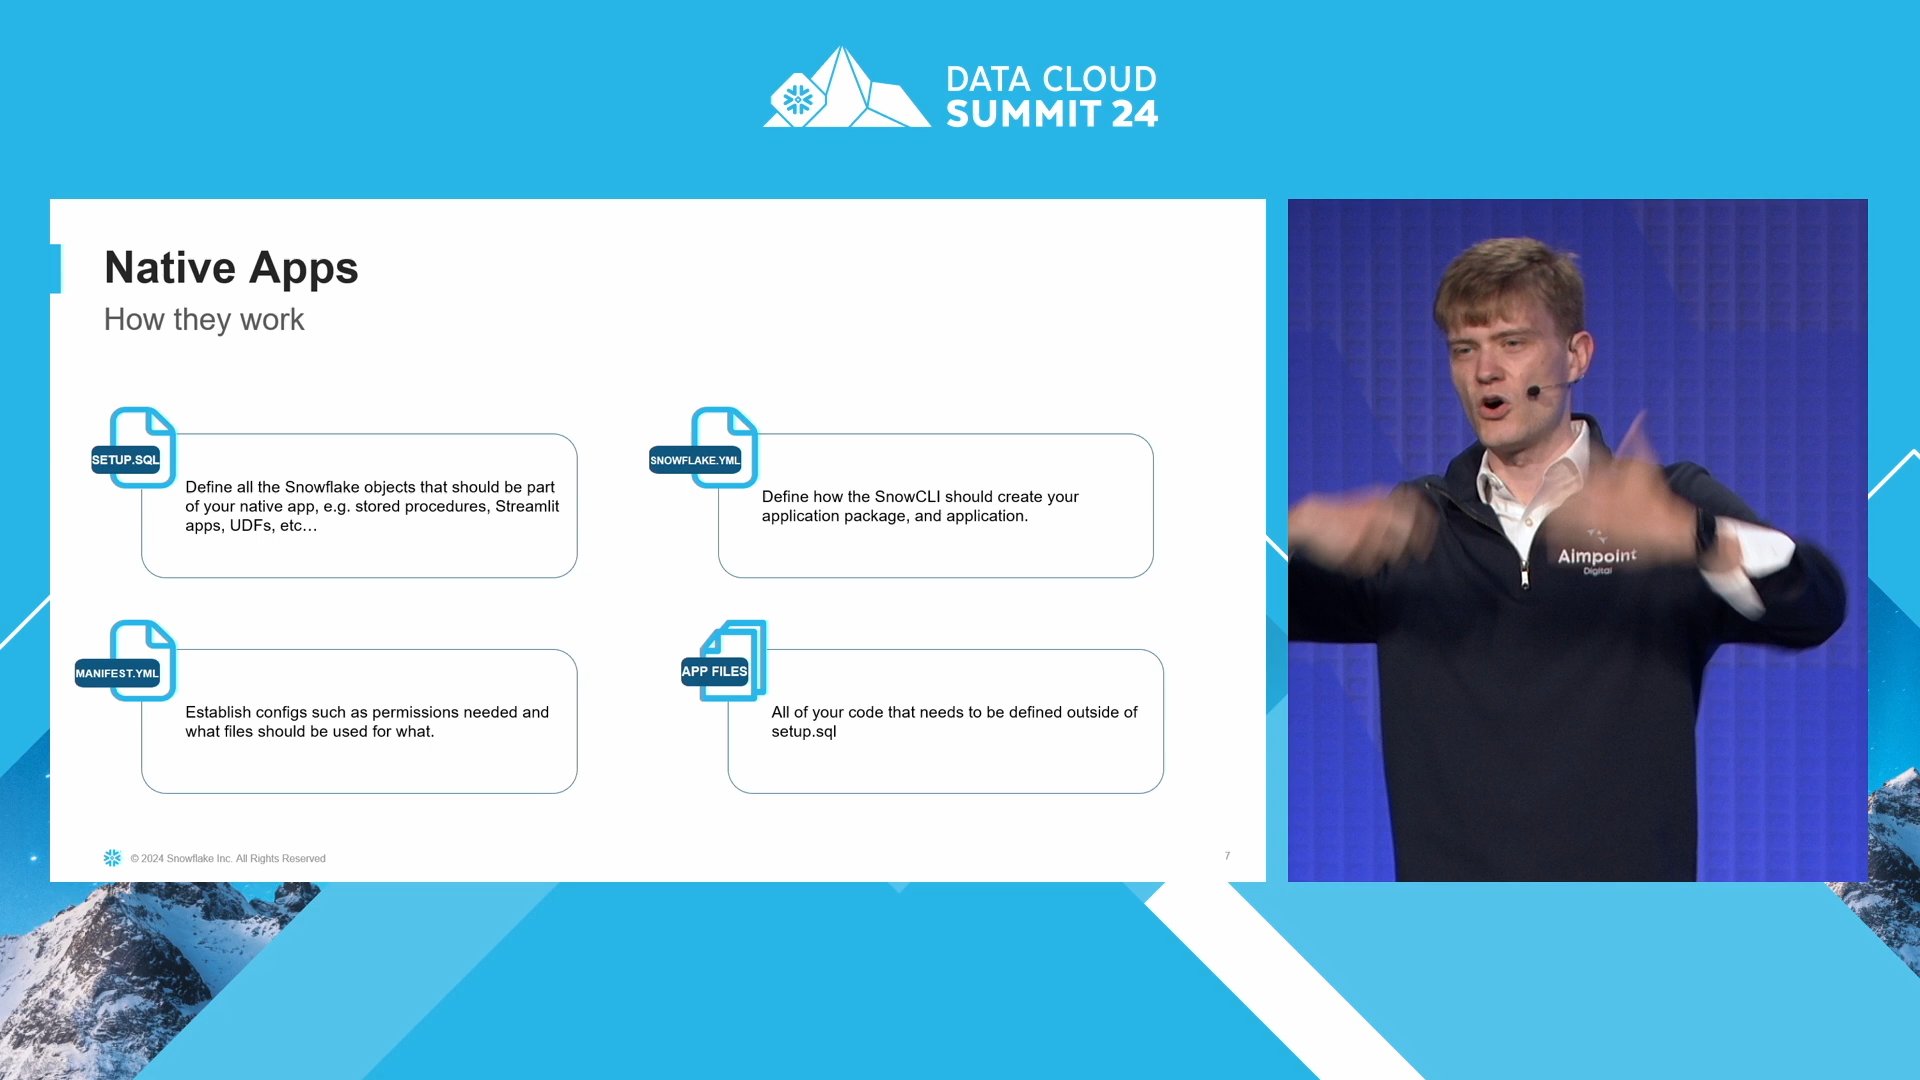 DATA CLOUD
SUMMIT 24
Native Apps
How they work
SETUP.SQL
Define all the Snowflake objects that should be part
of your native app, e.g. stored procedures, Streamlit
apps, UDFs, etc…
SNOWFLAKE.YML
Define how the SnowCLI should create your
application package, and application.
MANIFEST.YML
Establish configs such as permissions needed and
what files should be used for what.
APP FILES
All of your code that needs to be defined outside of
setup.sql
© 2024 Snowflake Inc. All Rights Reserved
7
Aimpoint
Digital